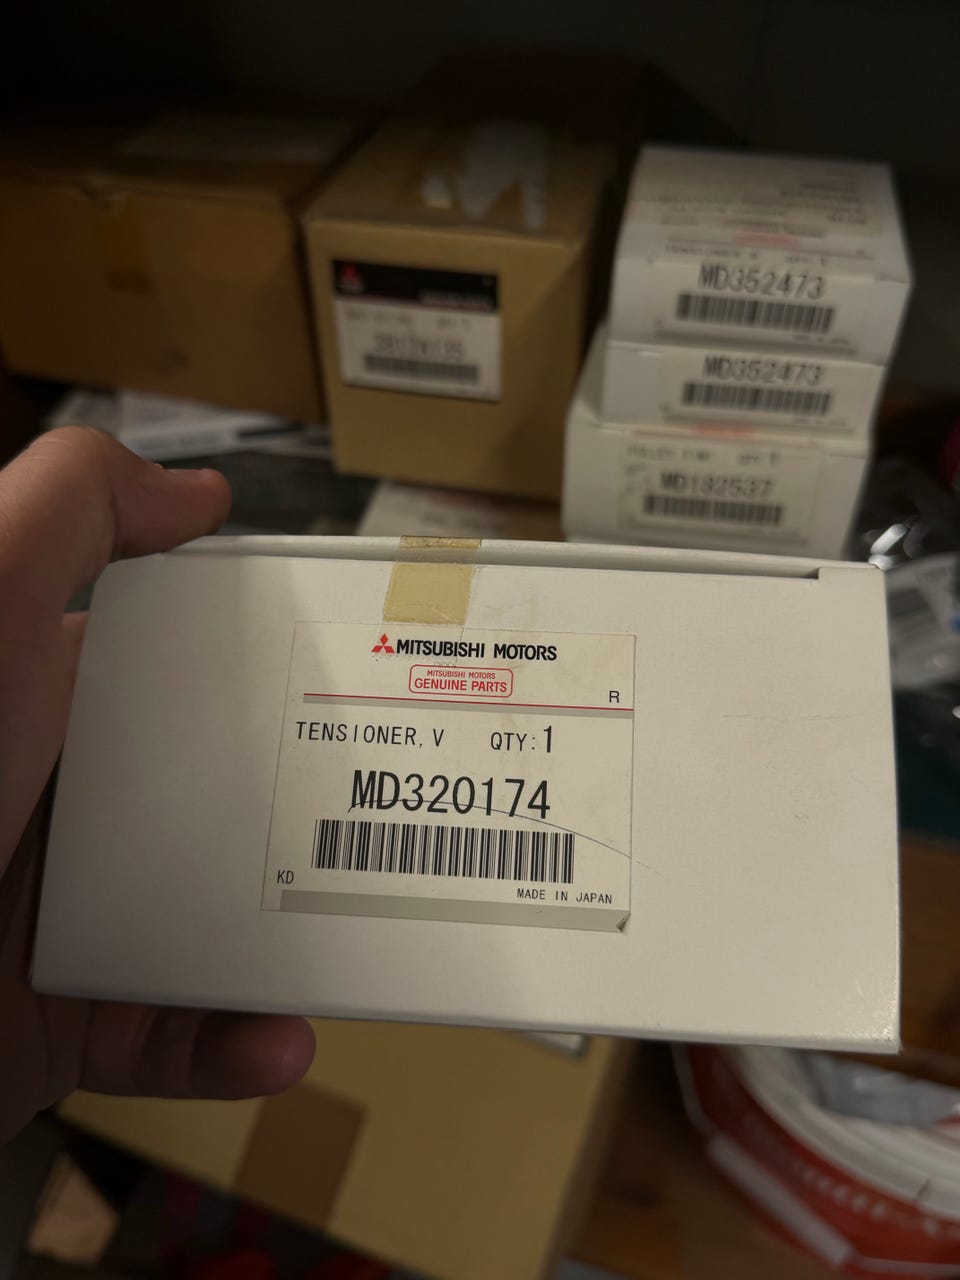 MD352473
MD352473
MD182537
MITSUBISHI MOTORS
MITSUBISHI MOTORS
GENUINE PARTS
R
TENSIONER, V QTY: 1
MD320174
KD
MADE IN JAPAN